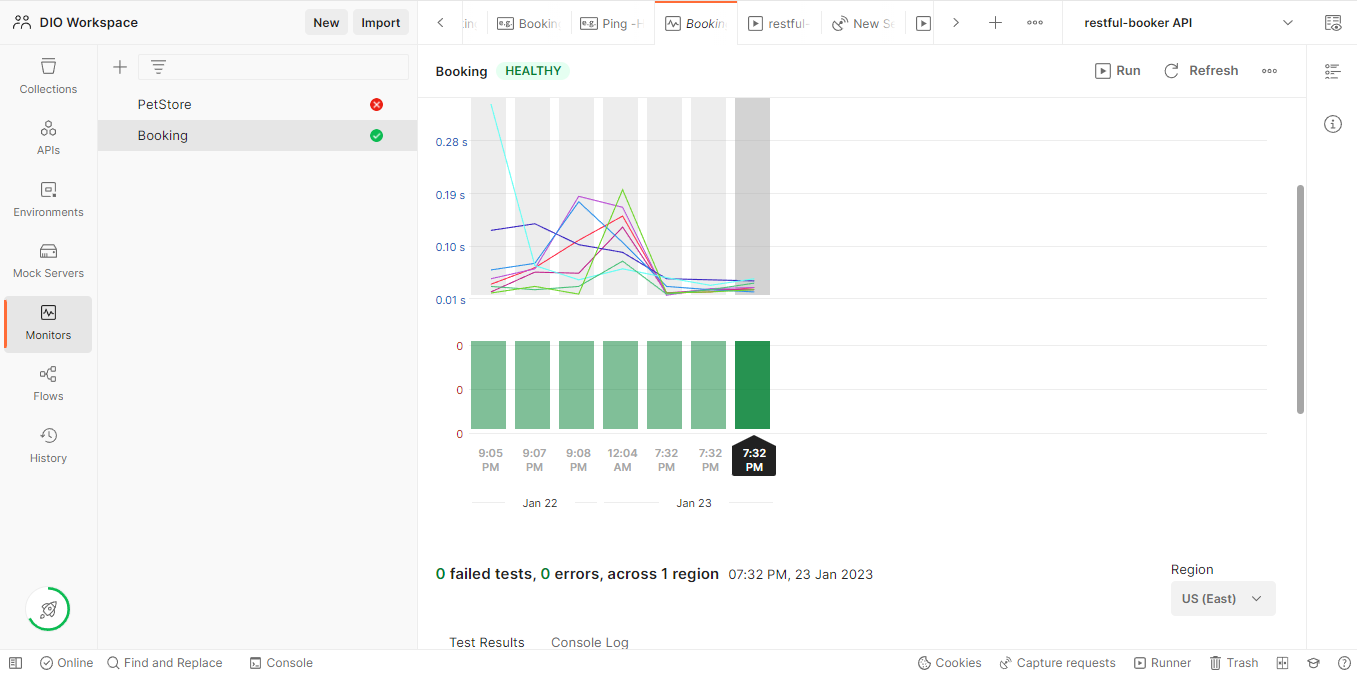 DIO Workspace
New
Import
Bookin
Ping -H
Bookin
restful-
New Se
restful-booker API
Collections
APIs
Environments
Mock Servers
Monitors
Flows
History
PetStore
Booking
Booking HEALTHY
Run
Refresh
0.28 s
0.19 s
0.10 s
0.01 s
0
0
0
9:05 PM
9:07 PM
9:08 PM
12:04 AM
7:32 PM
7:32 PM
7:32 PM
Jan 22
Jan 23
0 failed tests, 0 errors, across 1 region 07:32 PM, 23 Jan 2023
Region
US (East)
Test Results
Console Log
Online
Find and Replace
Console
Cookies
Capture requests
Runner
Trash